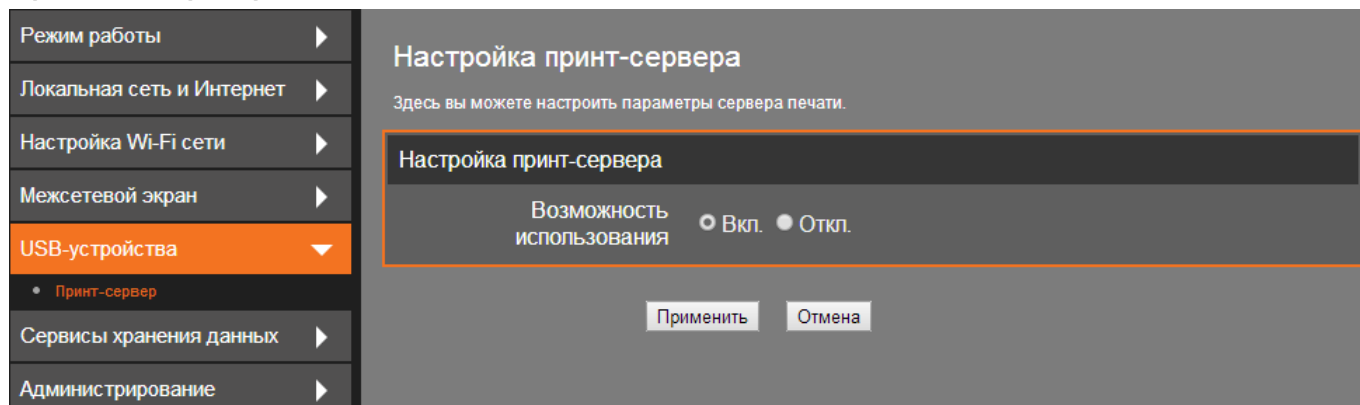 Режим работы
Локальная сеть и Интернет
Настройка Wi-Fi сети
Межсетевой экран
USB-устройства
Принт-сервер
Сервисы хранения данных
Администрирование
Настройка принт-сервера
Здесь вы можете настроить параметры сервера печати.
Настройка принт-сервера
Возможность
использования
Вкл. Откл.
Применить Отмена